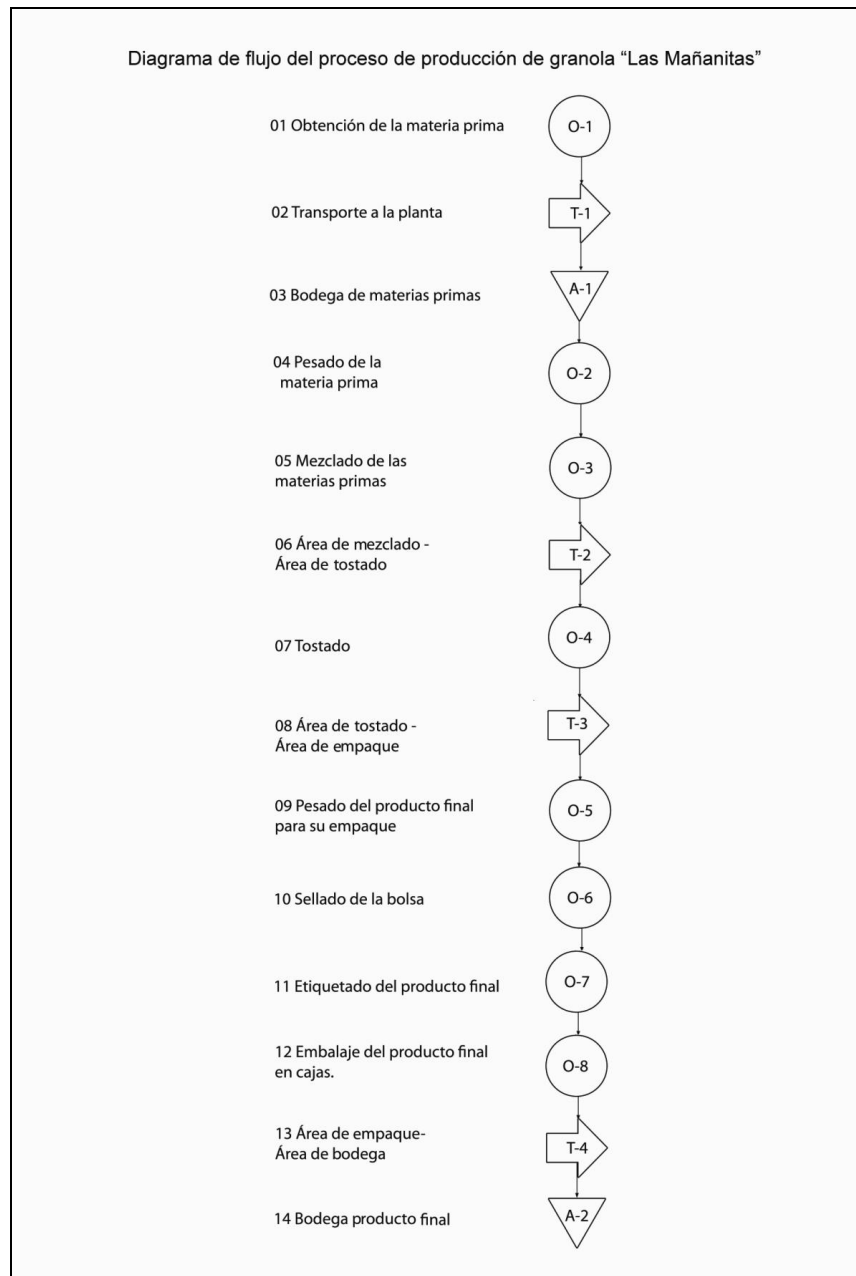 Diagrama de flujo del proceso de producción de granola “Las Mañanitas”
01 Obtención de la materia prima
O-1
02 Transporte a la planta
T-1
03 Bodega de materias primas
A-1
04 Pesado de la
materia prima
O-2
05 Mezclado de las
materias primas
O-3
06 Área de mezclado -
Área de tostado
T-2
07 Tostado
O-4
08 Área de tostado -
Área de empaque
T-3
09 Pesado del producto final
para su empaque
O-5
10 Sellado de la bolsa
O-6
11 Etiquetado del producto final
O-7
12 Embalaje del producto final
en cajas.
O-8
13 Área de empaque-
Área de bodega
T-4
14 Bodega producto final
A-2